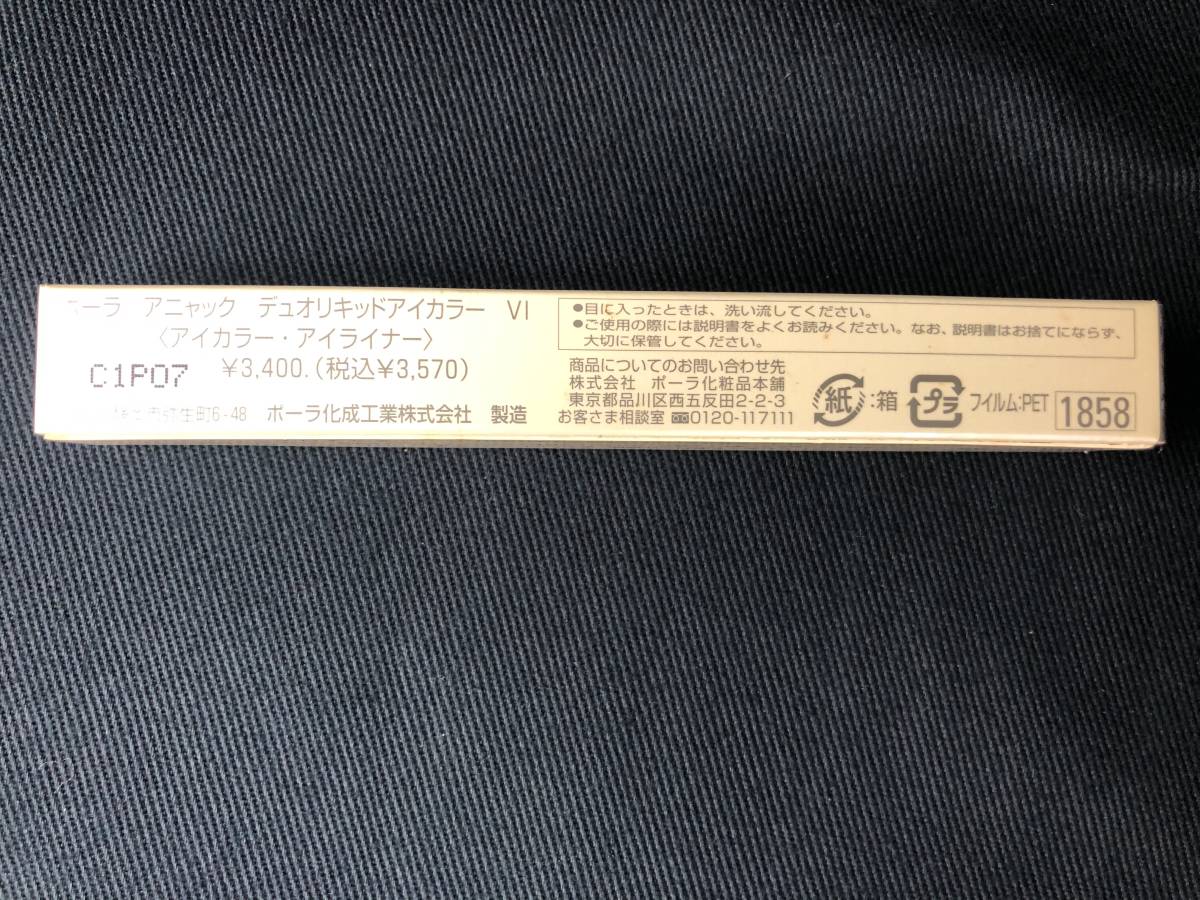 ポーラ アニャック デュオリキッドアイカラー VI
〈アイカラー・アイライナー〉
C1P07 ¥3,400.(税込¥3,570)
弥生町6-48 ポーラ化成工業株式会社 製造
●目に入ったときは、洗い流してください。
●ご使用の際には説明書をよくお読みください。なお、説明書はお捨てにならず、
大切に保管してください。
商品についてのお問い合わせ先
株式会社 ポーラ化粧品本舗
東京都品川区西五反田2-2-3
お客さま相談室 0120-117111
紙:箱
プラ フイルム:PET
1858